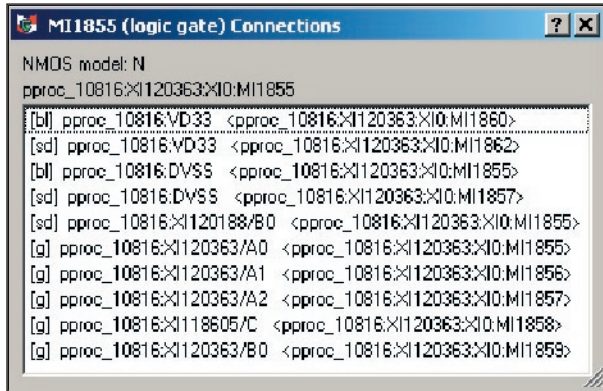 MI1855 (logic gate) Connections
NMOS model: N
pproc_10816:XI120363:XI0:MI1855
[bl] pproc_10816:VD33 <pproc_10816:XI120363:XI0:MI1860>
[sd] pproc_10816:VD33 <pproc_10816:XI120363:XI0:MI1862>
[bl] pproc_10816:DVSS <pproc_10816:XI120363:XI0:MI1855>
[sd] pproc_10816:DVSS <pproc_10816:XI120363:XI0:MI1857>
[sd] pproc_10816:XI120188/B0 <pproc_10816:XI120363:XI0:MI1855>
[g] pproc_10816:XI120363/A0 <pproc_10816:XI120363:XI0:MI1855>
[g] pproc_10816:XI120363/A1 <pproc_10816:XI120363:XI0:MI1856>
[g] pproc_10816:XI120363/A2 <pproc_10816:XI120363:XI0:MI1857>
[g] pproc_10816:XI118605/C <pproc_10816:XI120363:XI0:MI1858>
[g] pproc_10816:XI120363/B0 <pproc_10816:XI120363:XI0:MI1859>